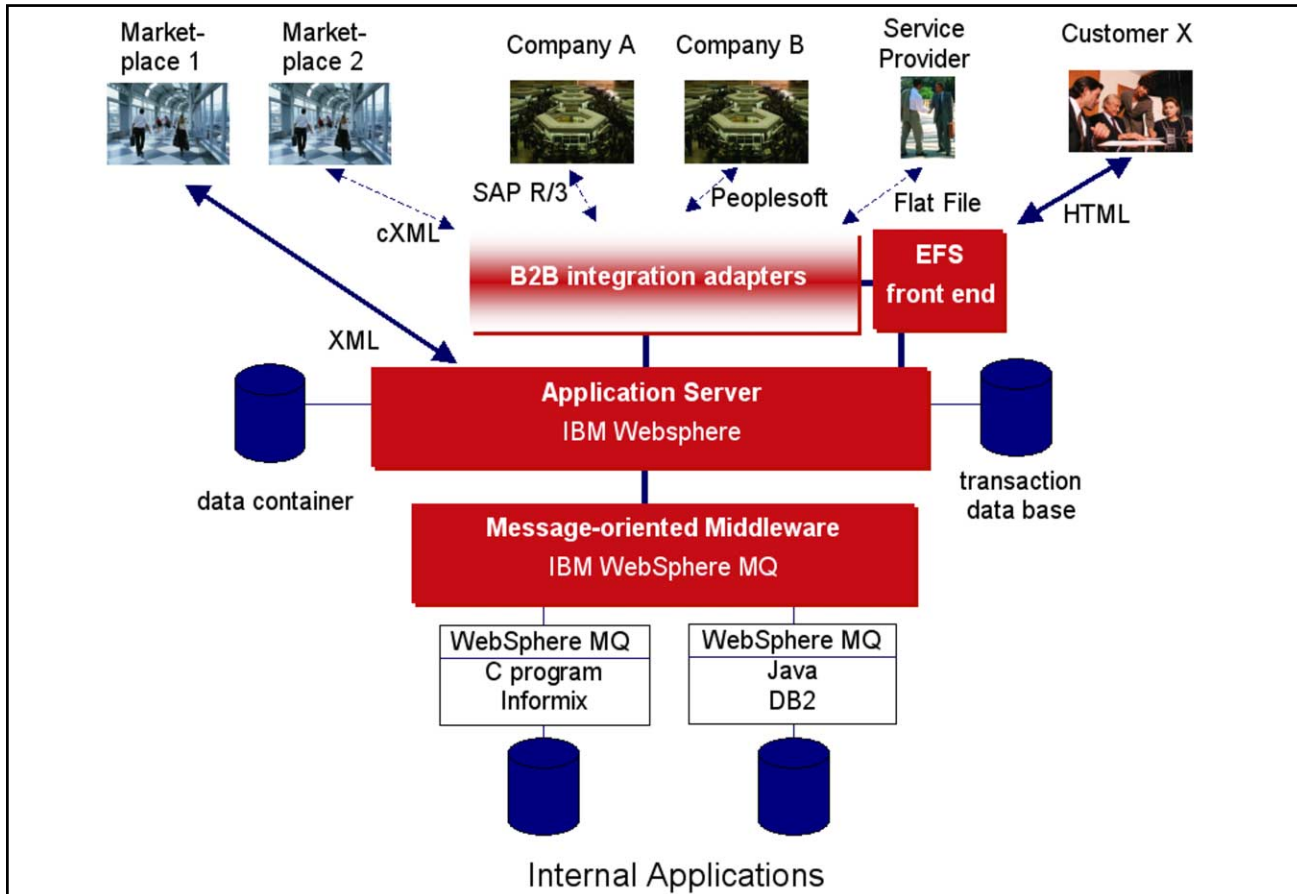 Market-
place 1
Market-
place 2
Company A
Company B
Service
Provider
Customer X
SAP R/3
Peoplesoft
Flat File
HTML
cXML
B2B integration adapters
EFS
front end
XML
Application Server
IBM Websphere
data container
transaction
data base
Message-oriented Middleware
IBM WebSphere MQ
WebSphere MQ
C program
Informix
WebSphere MQ
Java
DB2
Internal Applications